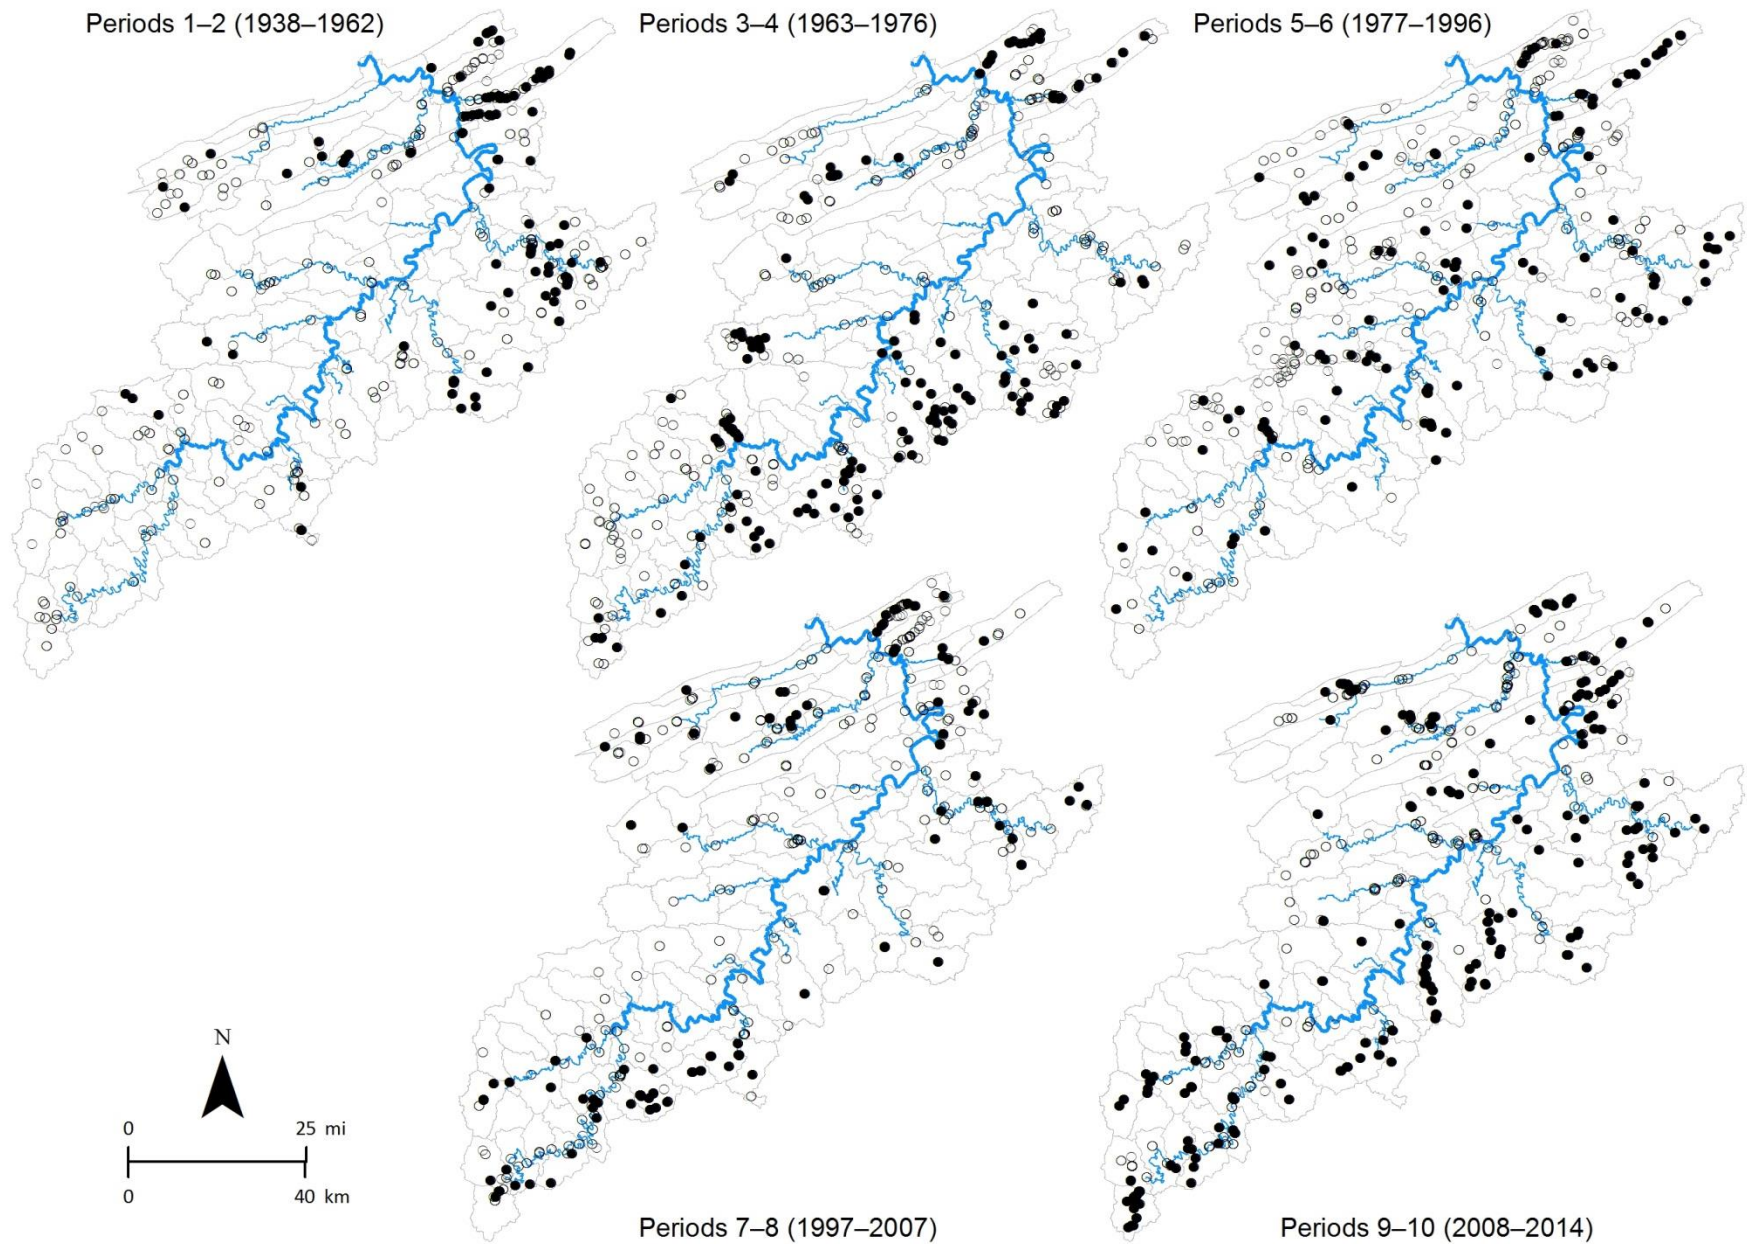 Periods 1–2 (1938–1962)
Periods 3–4 (1963–1976)
Periods 5–6 (1977–1996)
N
0 25 mi
0 40 km
Periods 7–8 (1997–2007)
Periods 9–10 (2008–2014)